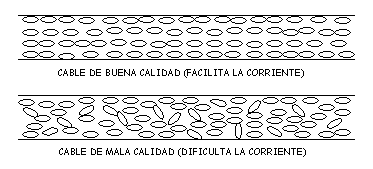 CABLE DE BUENA CALIDAD (FACILITA LA CORRIENTE)
CABLE DE MALA CALIDAD (DIFICULTA LA CORRIENTE)